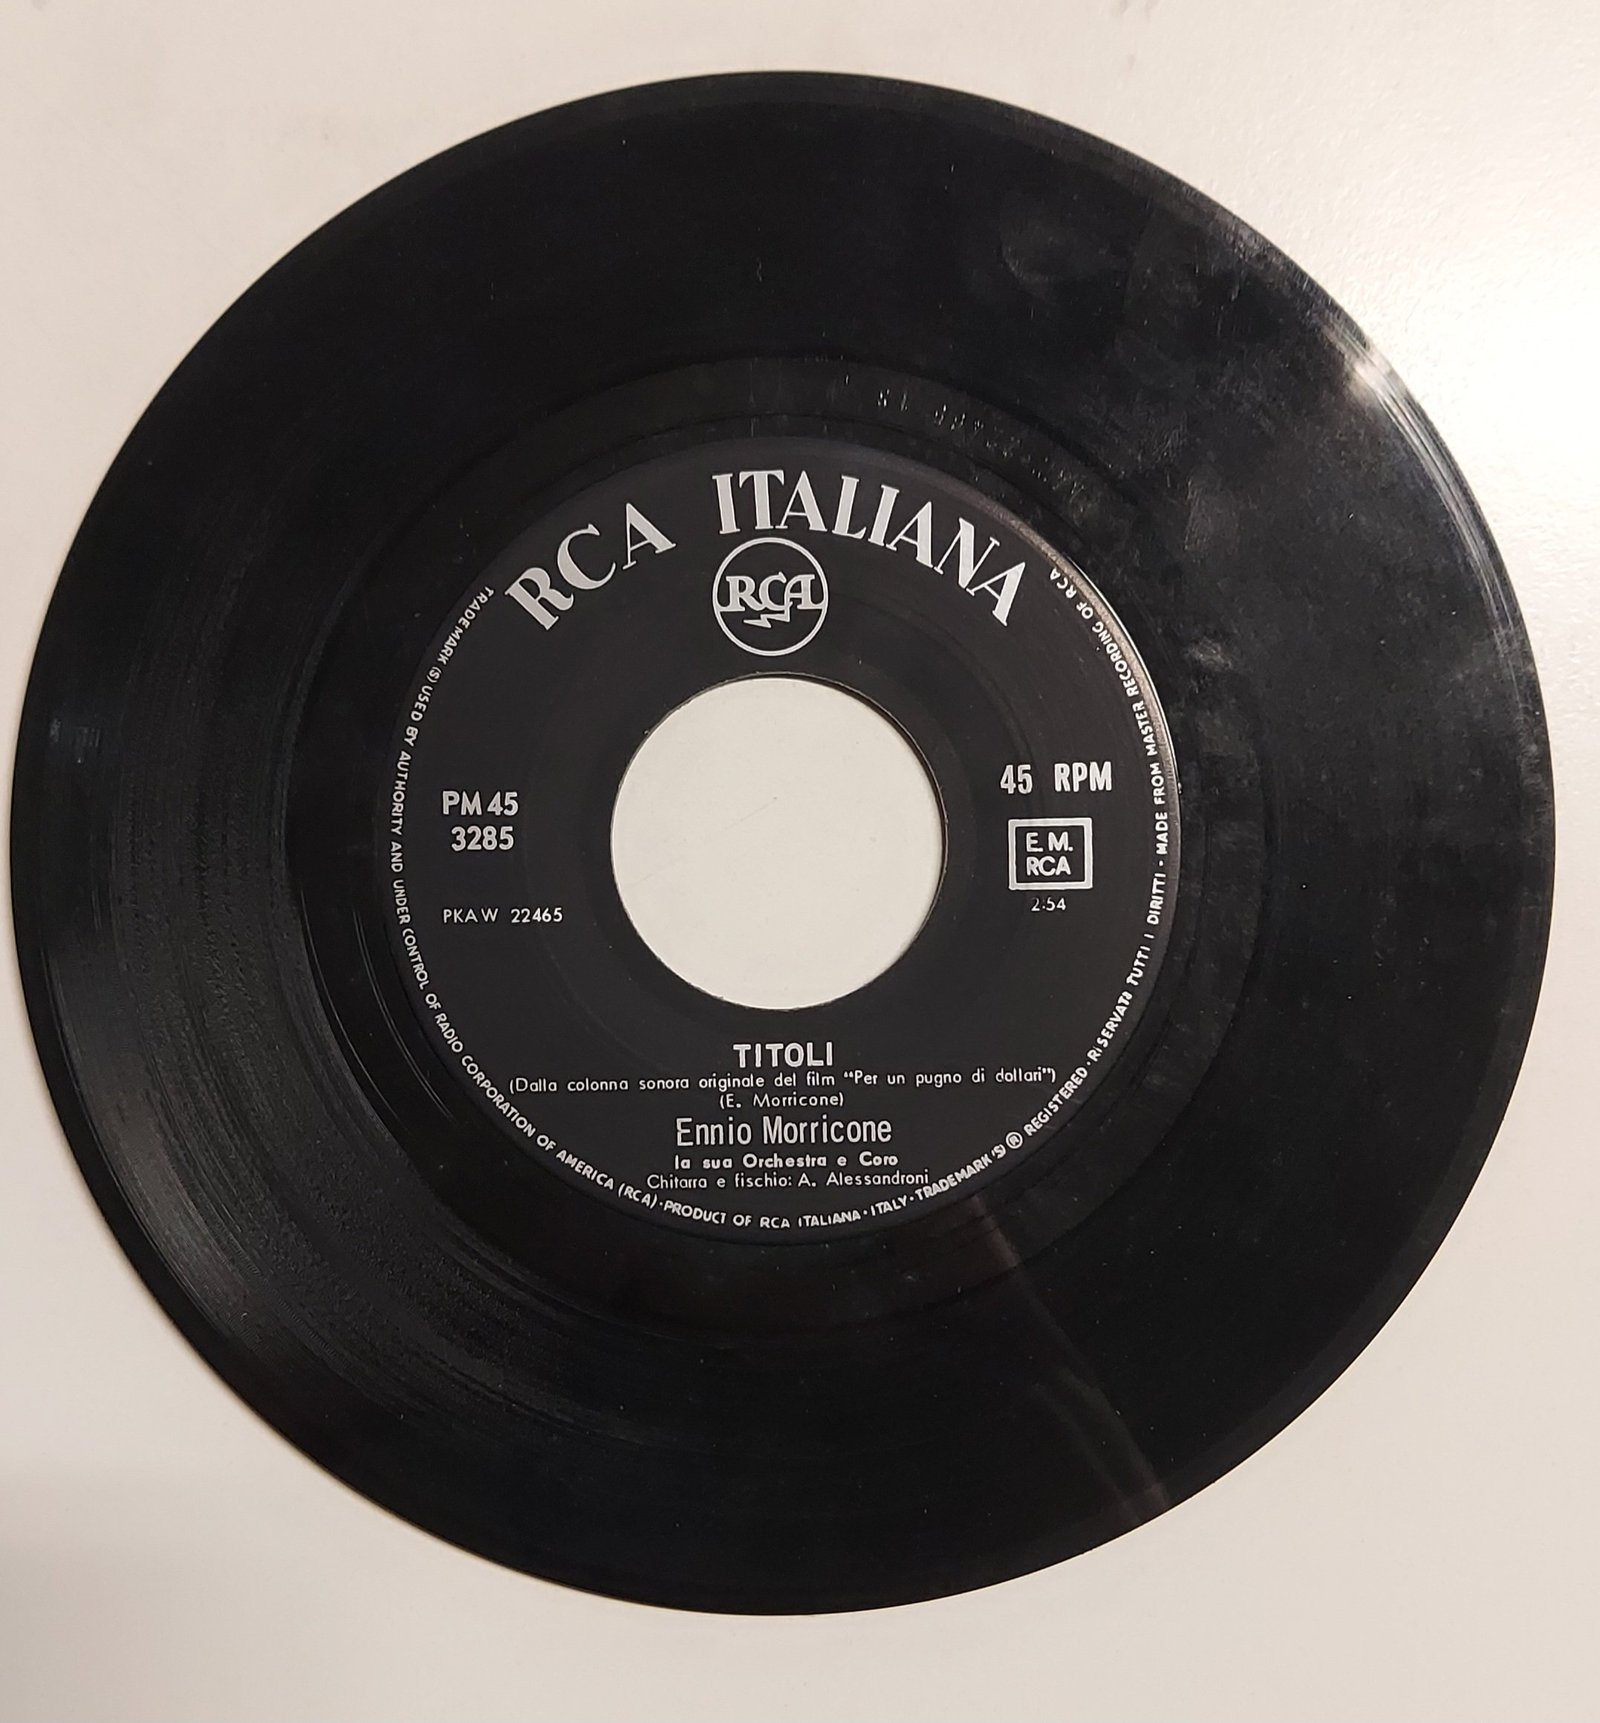 RCA ITALIANA
RCA
TRADEMARK (S) USED BY AUTHORITY AND UNDER CONTROL OF RADIO CORPORATION OF AMERICA (RCA) · PRODUCT OF RCA ITALIANA · ITALY · TRADEMARK (S) ® REGISTERED · RISERVATI TUTTI I DIRITTI · MADE FROM MASTER RECORDING OF RCA
PM 45
3285
PKAW 22465
45 RPM
E.M.
RCA
2:54
TITOLI
(Dalla colonna sonora originale del film “Per un pugno di dollari”)
(E. Morricone)
Ennio Morricone
la sua Orchestra e Coro
Chitarra e fischio: A. Alessandroni